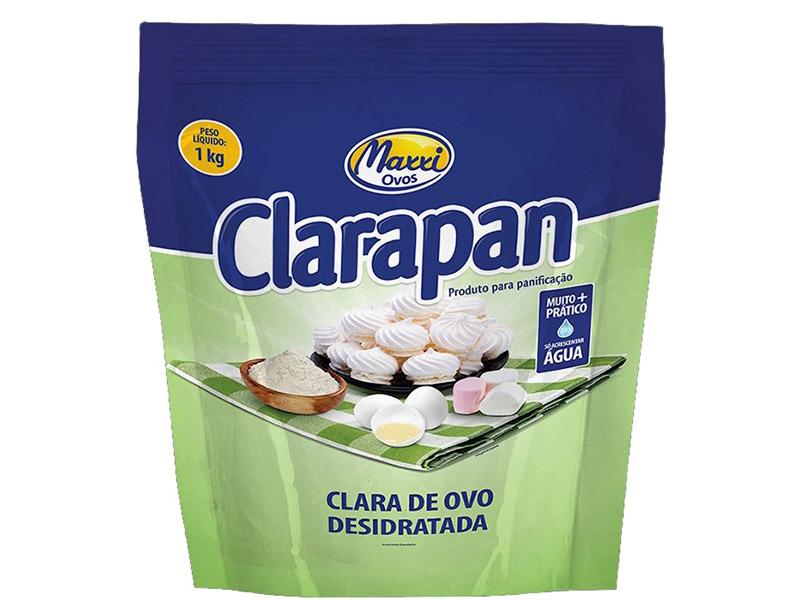 PESO
LÍQUIDO:
1 kg
Maxxi
Ovos
Clarapan
Produto para panificação
MUITO +
PRÁTICO
SÓ ACRESCENTAR
ÁGUA
CLARA DE OVO
DESIDRATADA